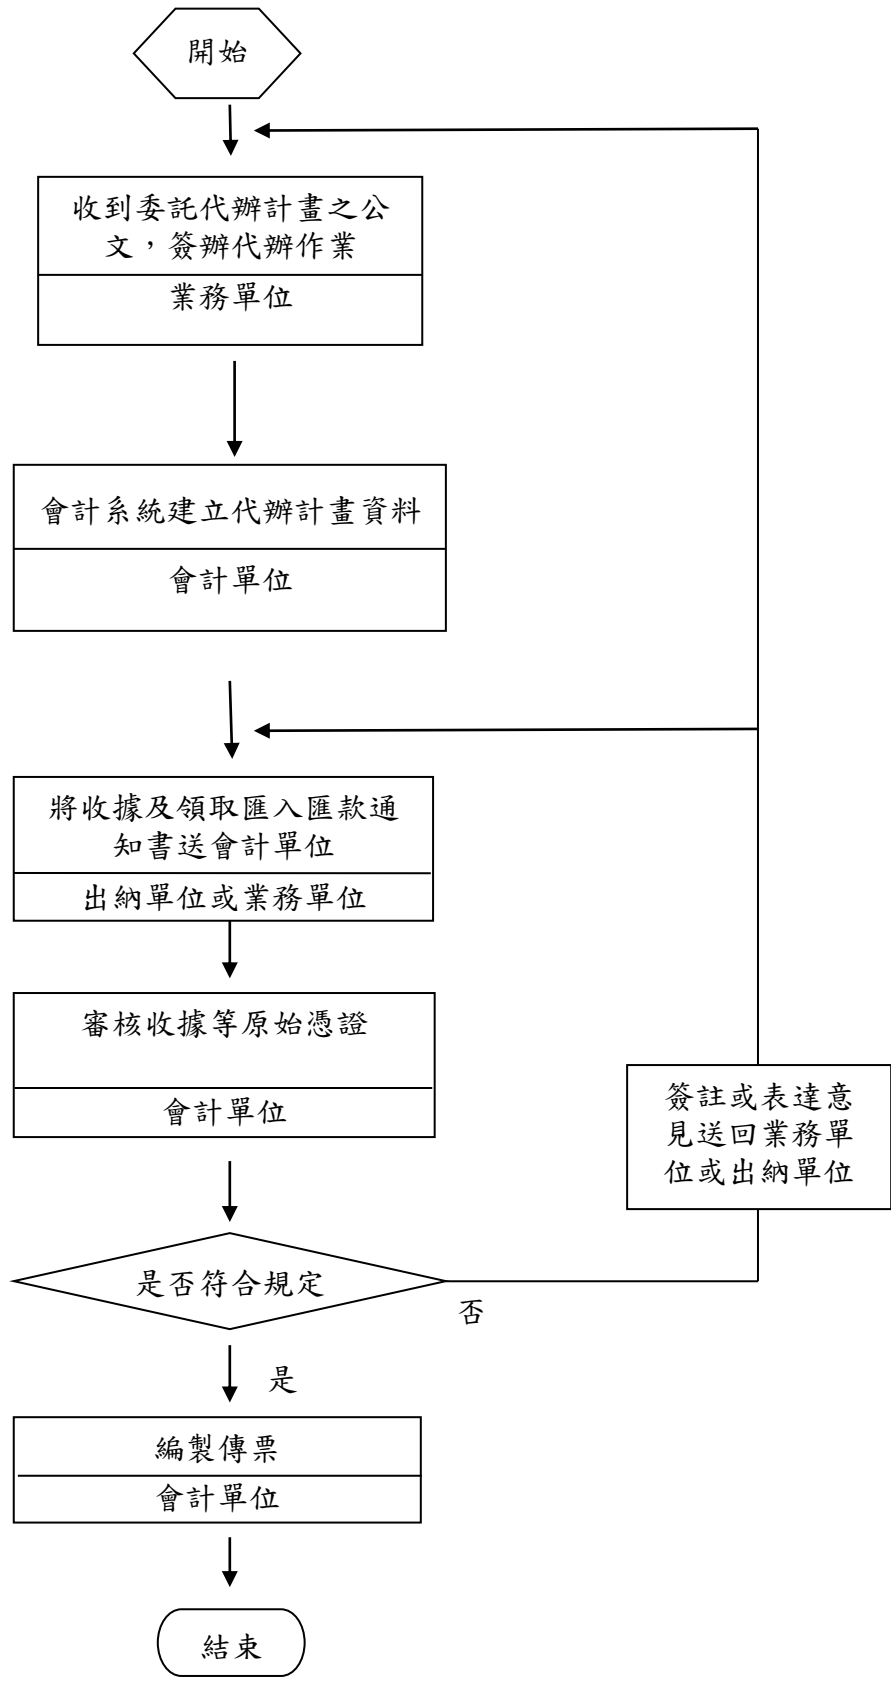 開始
收到委託代辦計畫之公
文，簽辦代辦作業
業務單位
會計系統建立代辦計畫資料
會計單位
將收據及領取匯入匯款通
知書送會計單位
出納單位或業務單位
審核收據等原始憑證
會計單位
簽註或表達意
見送回業務單
位或出納單位
是否符合規定
否
是
編製傳票
會計單位
結束